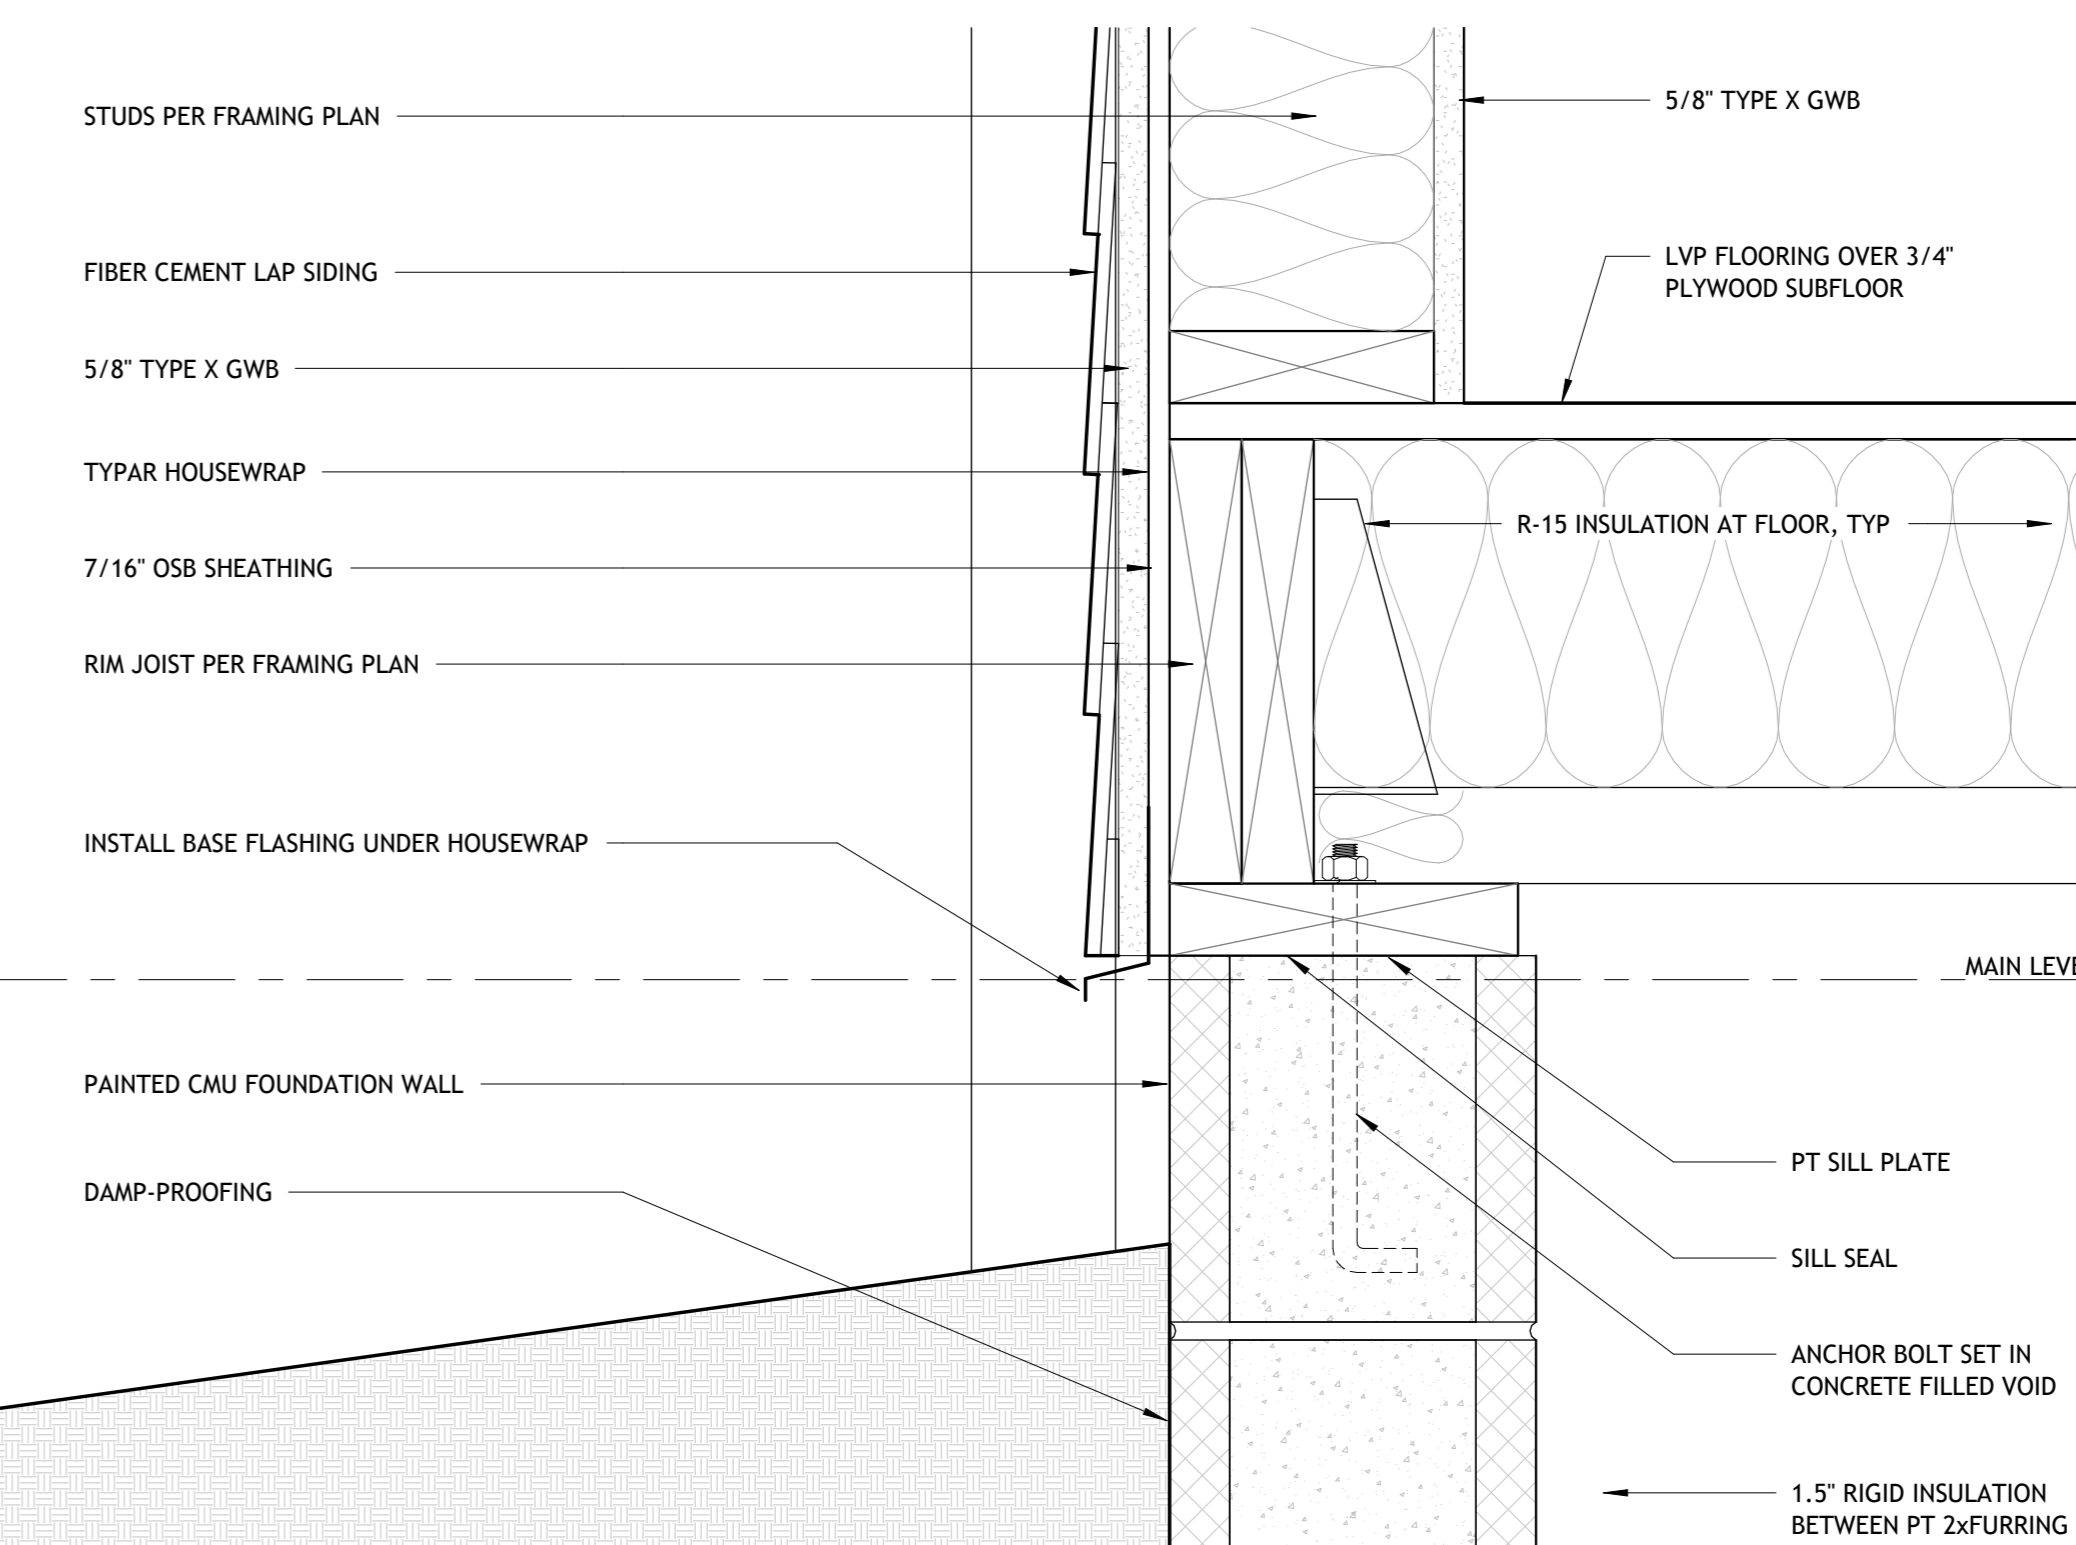 STUDS PER FRAMING PLAN
FIBER CEMENT LAP SIDING
5/8" TYPE X GWB
TYPAR HOUSEWRAP
7/16" OSB SHEATHING
RIM JOIST PER FRAMING PLAN
INSTALL BASE FLASHING UNDER HOUSEWRAP
PAINTED CMU FOUNDATION WALL
DAMP-PROOFING
5/8" TYPE X GWB
LVP FLOORING OVER 3/4"
PLYWOOD SUBFLOOR
R-15 INSULATION AT FLOOR, TYP
MAIN LEVE
PT SILL PLATE
SILL SEAL
ANCHOR BOLT SET IN
CONCRETE FILLED VOID
1.5" RIGID INSULATION
BETWEEN PT 2xFURRING